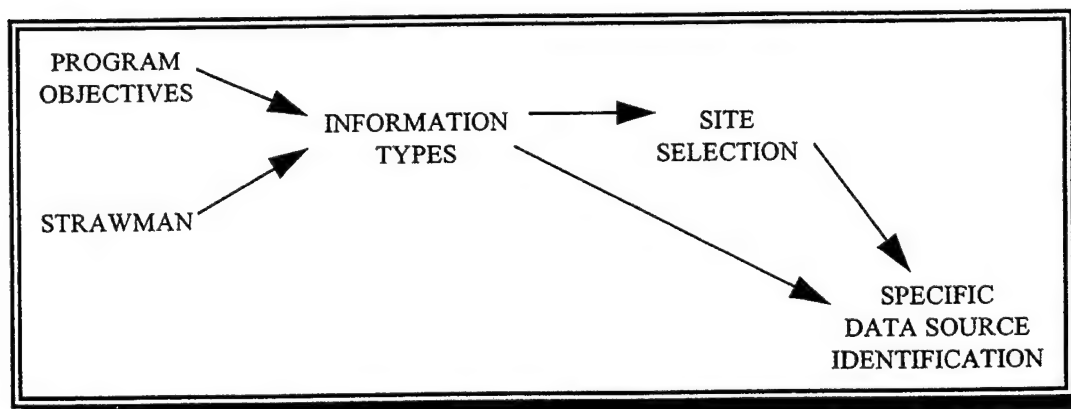 PROGRAM
OBJECTIVES
STRAWMAN
INFORMATION
TYPES
SITE
SELECTION
SPECIFIC
DATA SOURCE
IDENTIFICATION